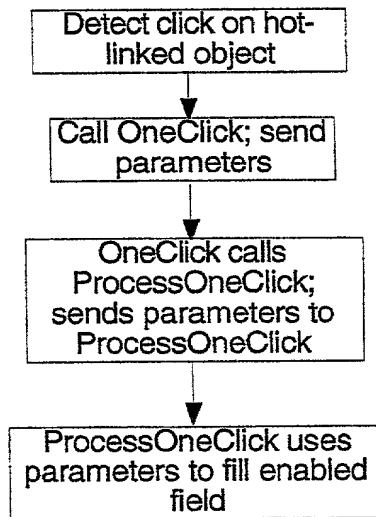 Detect click on hot-
linked object
Call OneClick; send
parameters
OneClick calls
ProcessOneClick;
sends parameters to
ProcessOneClick
ProcessOneClick uses
parameters to fill enabled
field